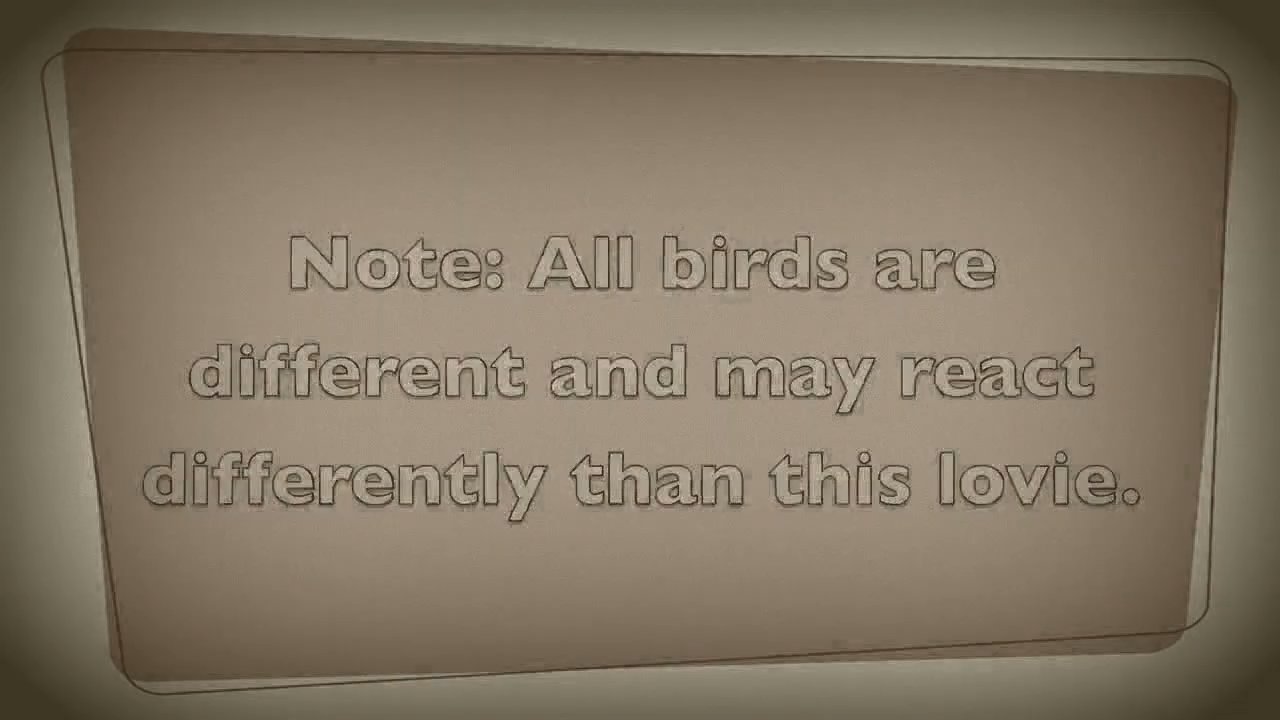 Note: All birds are
different and may react
differently than this lovie.